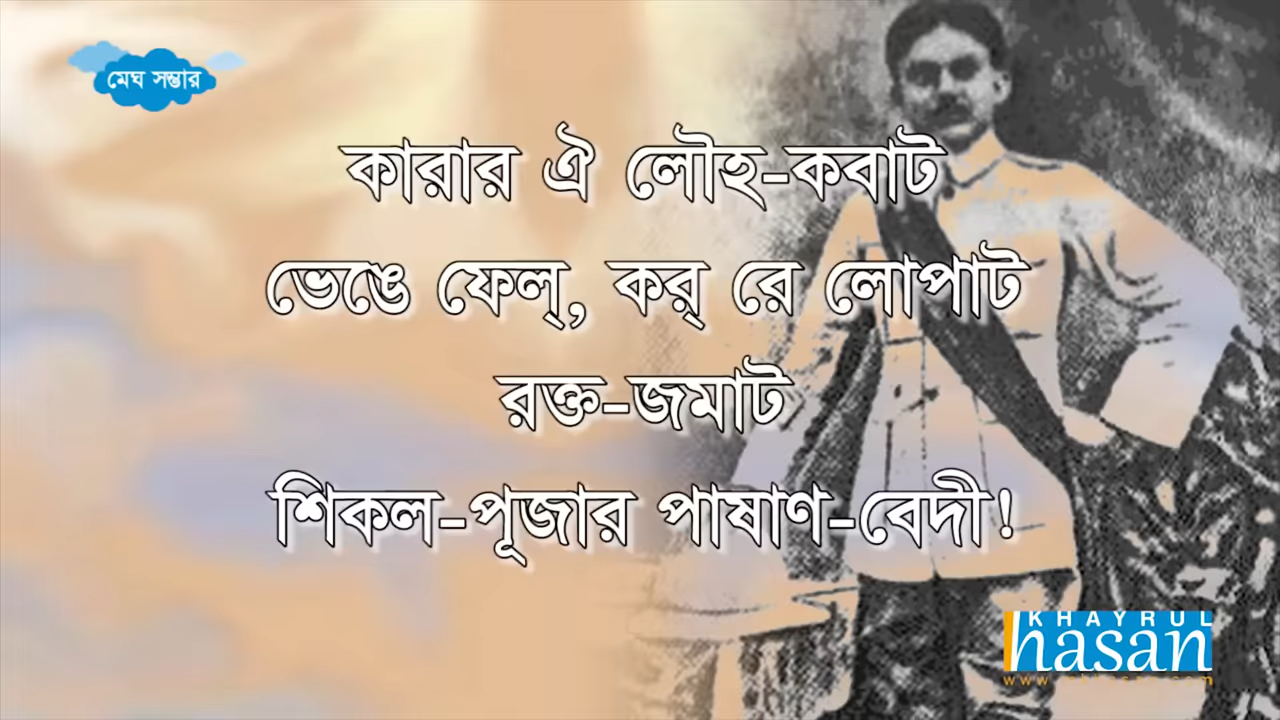 মেঘ সম্ভার
কারার ঐ লৌহ-কবাট
ভেঙে ফেল্, কর্ রে লোপাট
রক্ত-জমাট
শিকল-পূজার পাষাণ-বেদী!
KHAYRUL
hasan